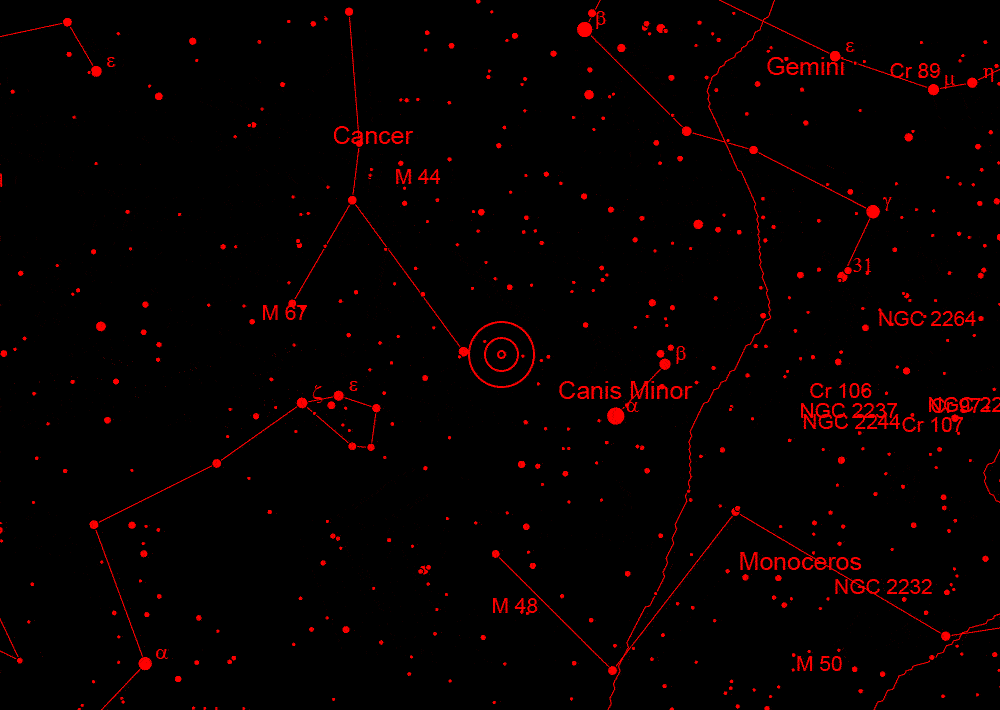 β
ε
Gemini
ε
Cr 89
μ
η
Cancer
M 44
γ
31
M 67
NGC 2264
β
ε
ζ
Canis Minor
α
Cr 106
NGC 2237
NGC 2244
Cr 107
Monoceros
NGC 2232
M 48
α
M 50